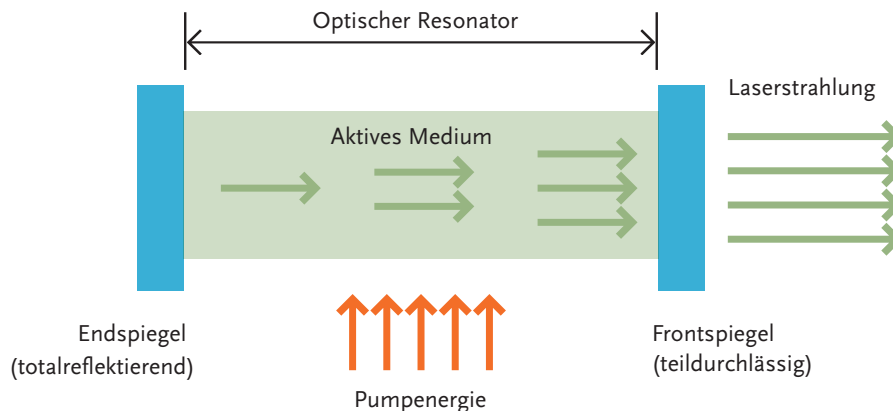 Optischer Resonator
Laserstrahlung
Aktives Medium
Endspiegel
(totalreflektierend)
Frontspiegel
(teildurchlässig)
Pumpenergie